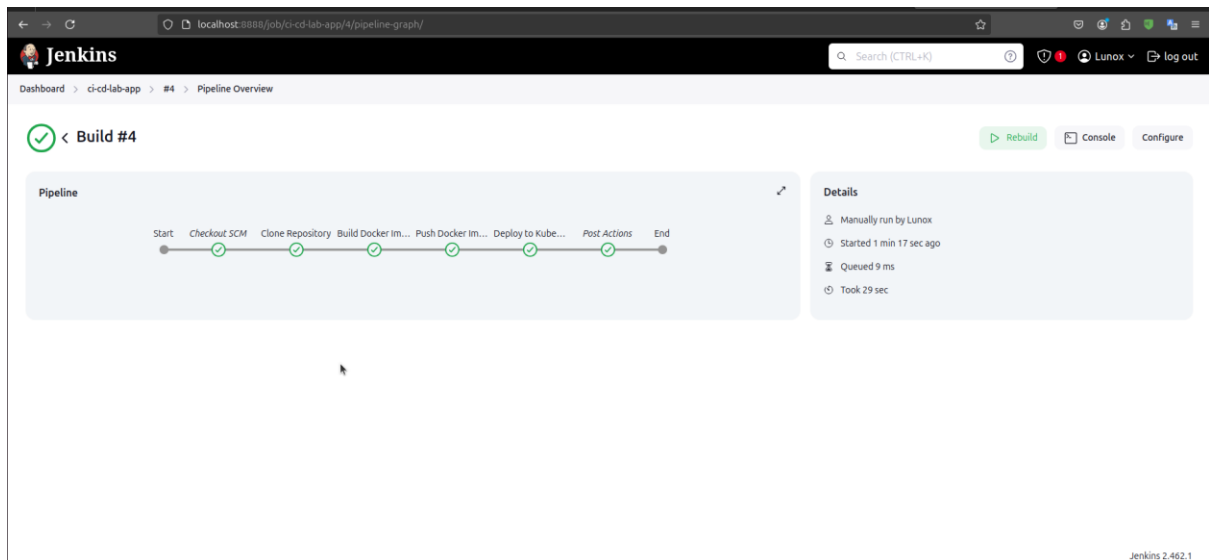 localhost:8888/job/ci-cd-lab-app/4/pipeline-graph/
Jenkins
Search (CTRL+K)
?
1
Lunox
log out
Dashboard > ci-cd-lab-app > #4 > Pipeline Overview
Build #4
Rebuild
Console
Configure
Pipeline
Start Checkout SCM Clone Repository Build Docker Im... Push Docker Im... Deploy to Kube... Post Actions End
Details
Manually run by Lunox
Started 1 min 17 sec ago
Queued 9 ms
Took 29 sec
Jenkins 2.462.1